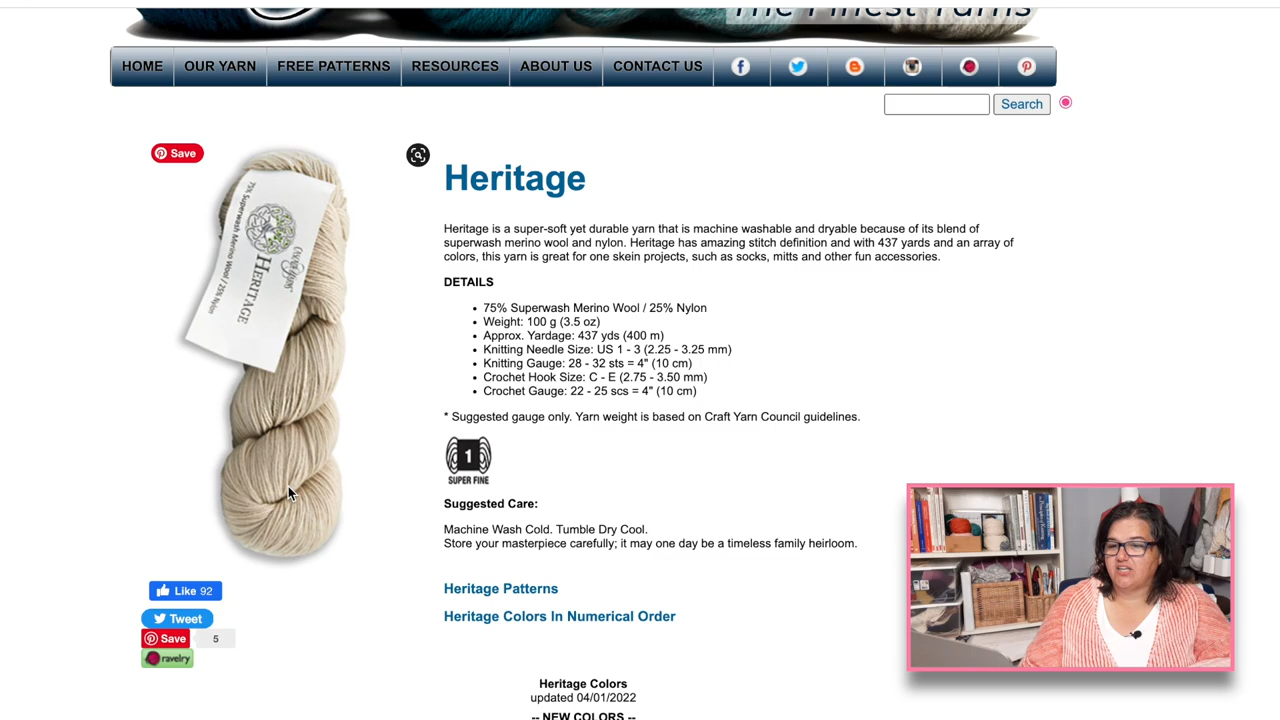 The Finest Yarns
HOME OUR YARN FREE PATTERNS RESOURCES ABOUT US CONTACT US
Search
Save
Heritage
Heritage is a super-soft yet durable yarn that is machine washable and dryable because of its blend of
superwash merino wool and nylon. Heritage has amazing stitch definition and with 437 yards and an array of
colors, this yarn is great for one skein projects, such as socks, mitts and other fun accessories.
DETAILS
75% Superwash Merino Wool / 25% Nylon
Weight: 100 g (3.5 oz)
Approx. Yardage: 437 yds (400 m)
Knitting Needle Size: US 1 - 3 (2.25 - 3.25 mm)
Knitting Gauge: 28 - 32 sts = 4" (10 cm)
Crochet Hook Size: C - E (2.75 - 3.50 mm)
Crochet Gauge: 22 - 25 scs = 4" (10 cm)
* Suggested gauge only. Yarn weight is based on Craft Yarn Council guidelines.
1
SUPER FINE
Suggested Care:
Machine Wash Cold. Tumble Dry Cool.
Store your masterpiece carefully; it may one day be a timeless family heirloom.
Heritage Patterns
Heritage Colors In Numerical Order
Heritage Colors
updated 04/01/2022
-- NEW COLORS --
75% Superwash Merino Wool / 25% Nylon
HERITAGE
Like 92
Tweet
Save 5
ravelry